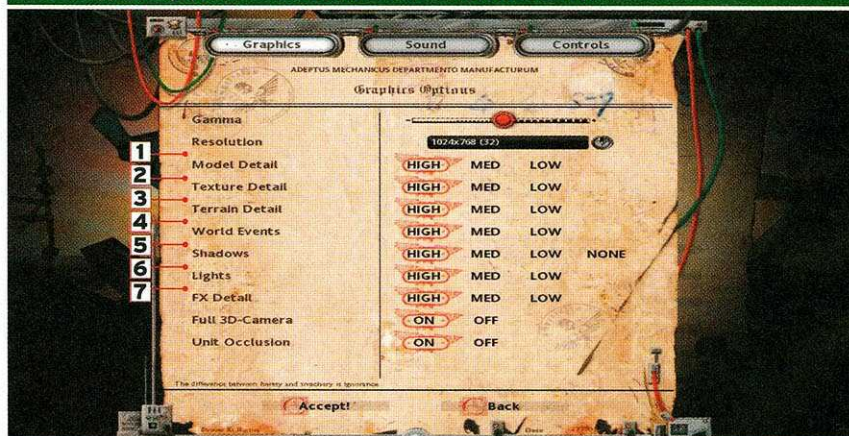 Graphics Sound Controls
ADEPTUS MECHANICUS DEPARTMENTO MANUFACTURUM
Graphics Options
Gamma
Resolution 1024x768 (32)
1
Model Detail HIGH MED LOW
2
Texture Detail HIGH MED LOW
3
Terrain Detail HIGH MED LOW
4
World Events HIGH MED LOW
5
Shadows HIGH MED LOW NONE
6
Lights HIGH MED LOW
7
FX Detail HIGH MED LOW
Full 3D-Camera ON OFF
Unit Occlusion ON OFF
The difference between heresy and treachery is ignorance
Accept! Back
Date